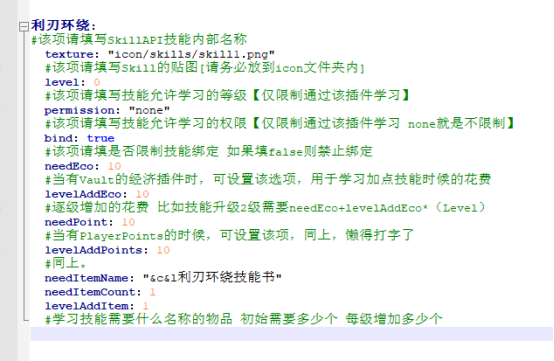 利刃环绕：
#该项请填写SkillAPI技能内部名称
texture: "icon/skills/skill1.png"
#该项请填写Skill的贴图[请务必放到icon文件夹内]
level: 0
#该项请填写技能允许学习的等级【仅限制通过该插件学习】
permission: "none"
#该项请填写技能允许学习的权限【仅限制通过该插件学习 none就是不限制】
bind: true
#该项请填是否限制技能绑定 如果填false则禁止绑定
needEco: 10
#当有Vault的经济插件时，可设置该选项，用于学习加点技能时候的花费
levelAddEco: 10
#逐级增加的花费 比如技能升级2级需要needEco+levelAddEco*（Level）
needPoint: 10
#当有PlayerPoints的时候，可设置该项，同上，懒得打字了
levelAddPoints: 10
#同上。
needItemName: "&c&l利刃环绕技能书"
needItemCount: 1
levelAddItem: 1
#学习技能需要什么名称的物品 初始需要多少个 每级增加多少个